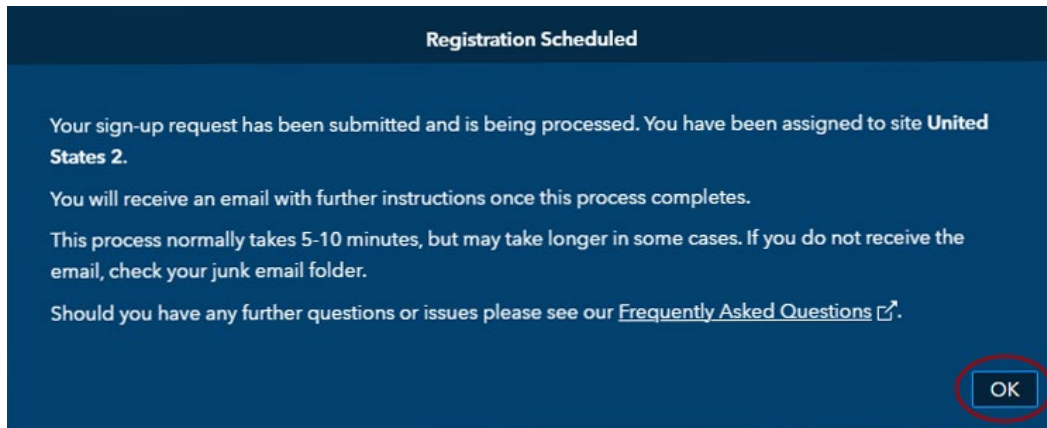 Registration Scheduled
Your sign-up request has been submitted and is being processed. You have been assigned to site United
States 2.
You will receive an email with further instructions once this process completes.
This process normally takes 5-10 minutes, but may take longer in some cases. If you do not receive the
email, check your junk email folder.
Should you have any further questions or issues please see our Frequently Asked Questions.
OK